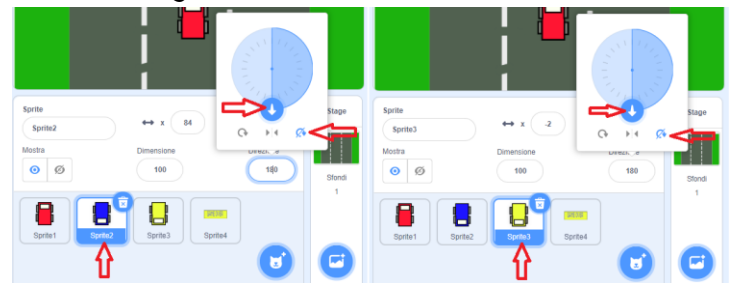 Sprite
Stage
Sprite2
x 84
Mostra
Dimensione
100
180
Sfondi
1
Sprite1
Sprite2
Sprite3
Sprite4
Sprite
Stage
Sprite3
x -2
Mostra
Dimensione
100
180
Sfondi
1
Sprite1
Sprite2
Sprite3
Sprite4